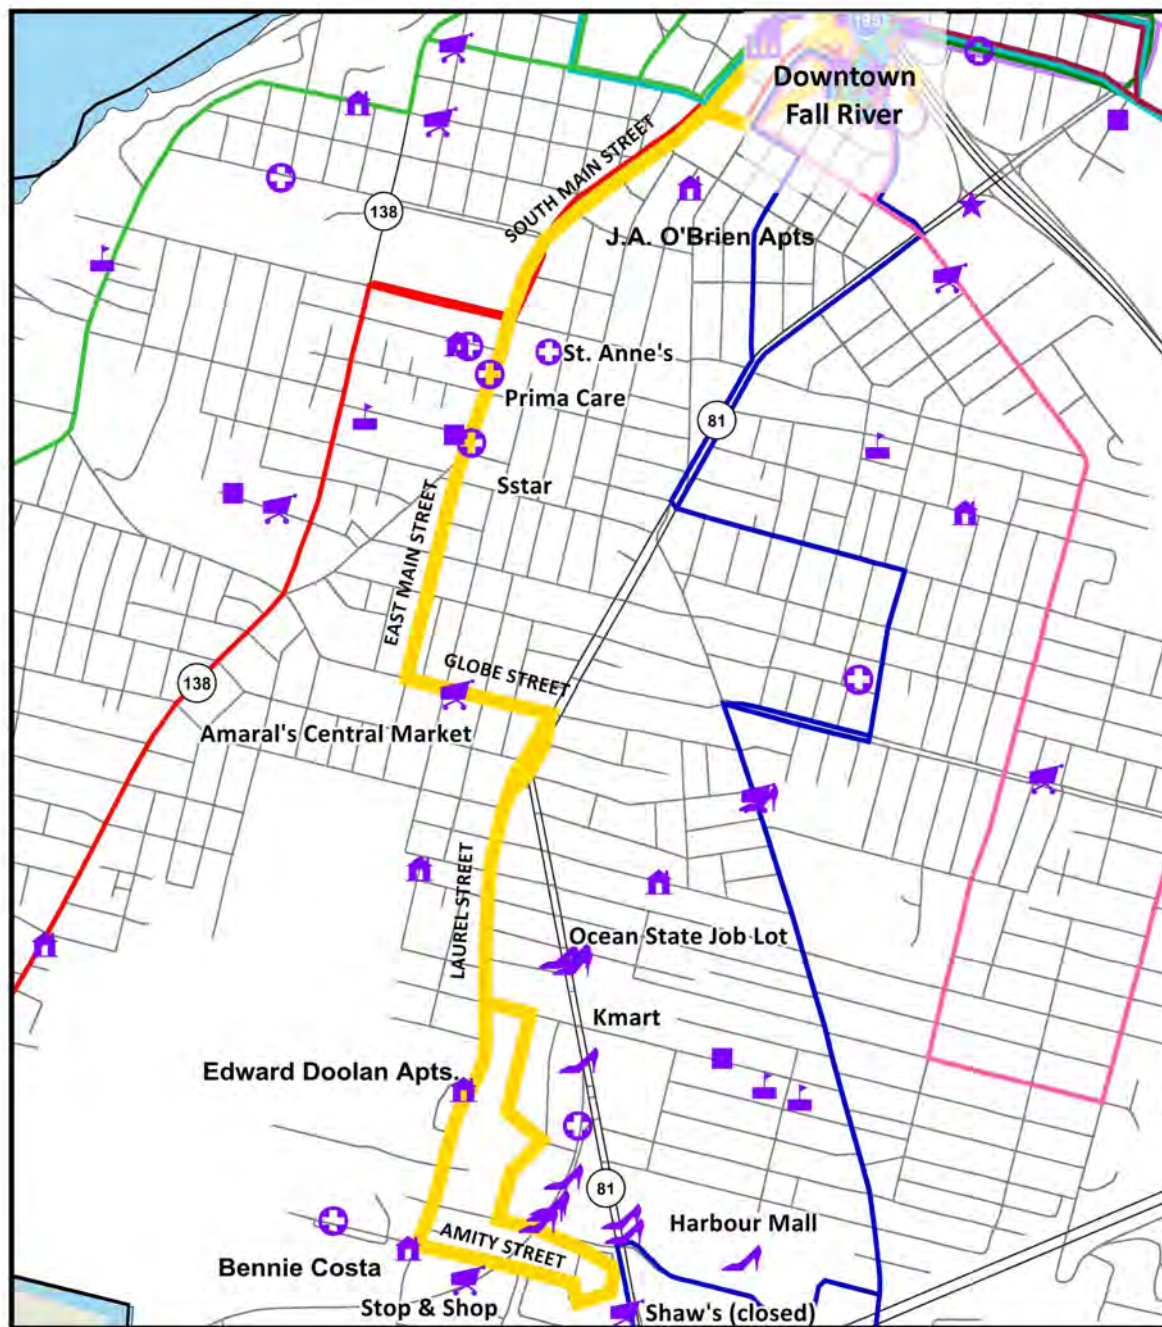 195
Downtown
Fall River
SOUTH MAIN STREET
138
J.A. O'Brien Apts
St. Anne's
Prima Care
81
Sstar
EAST MAIN STREET
GLOBE STREET
138
Amaral's Central Market
LAUREL STREET
Ocean State Job Lot
Kmart
Edward Doolan Apts.
81
Harbour Mall
AMITY STREET
Bennie Costa
Stop & Shop
Shaw's (closed)